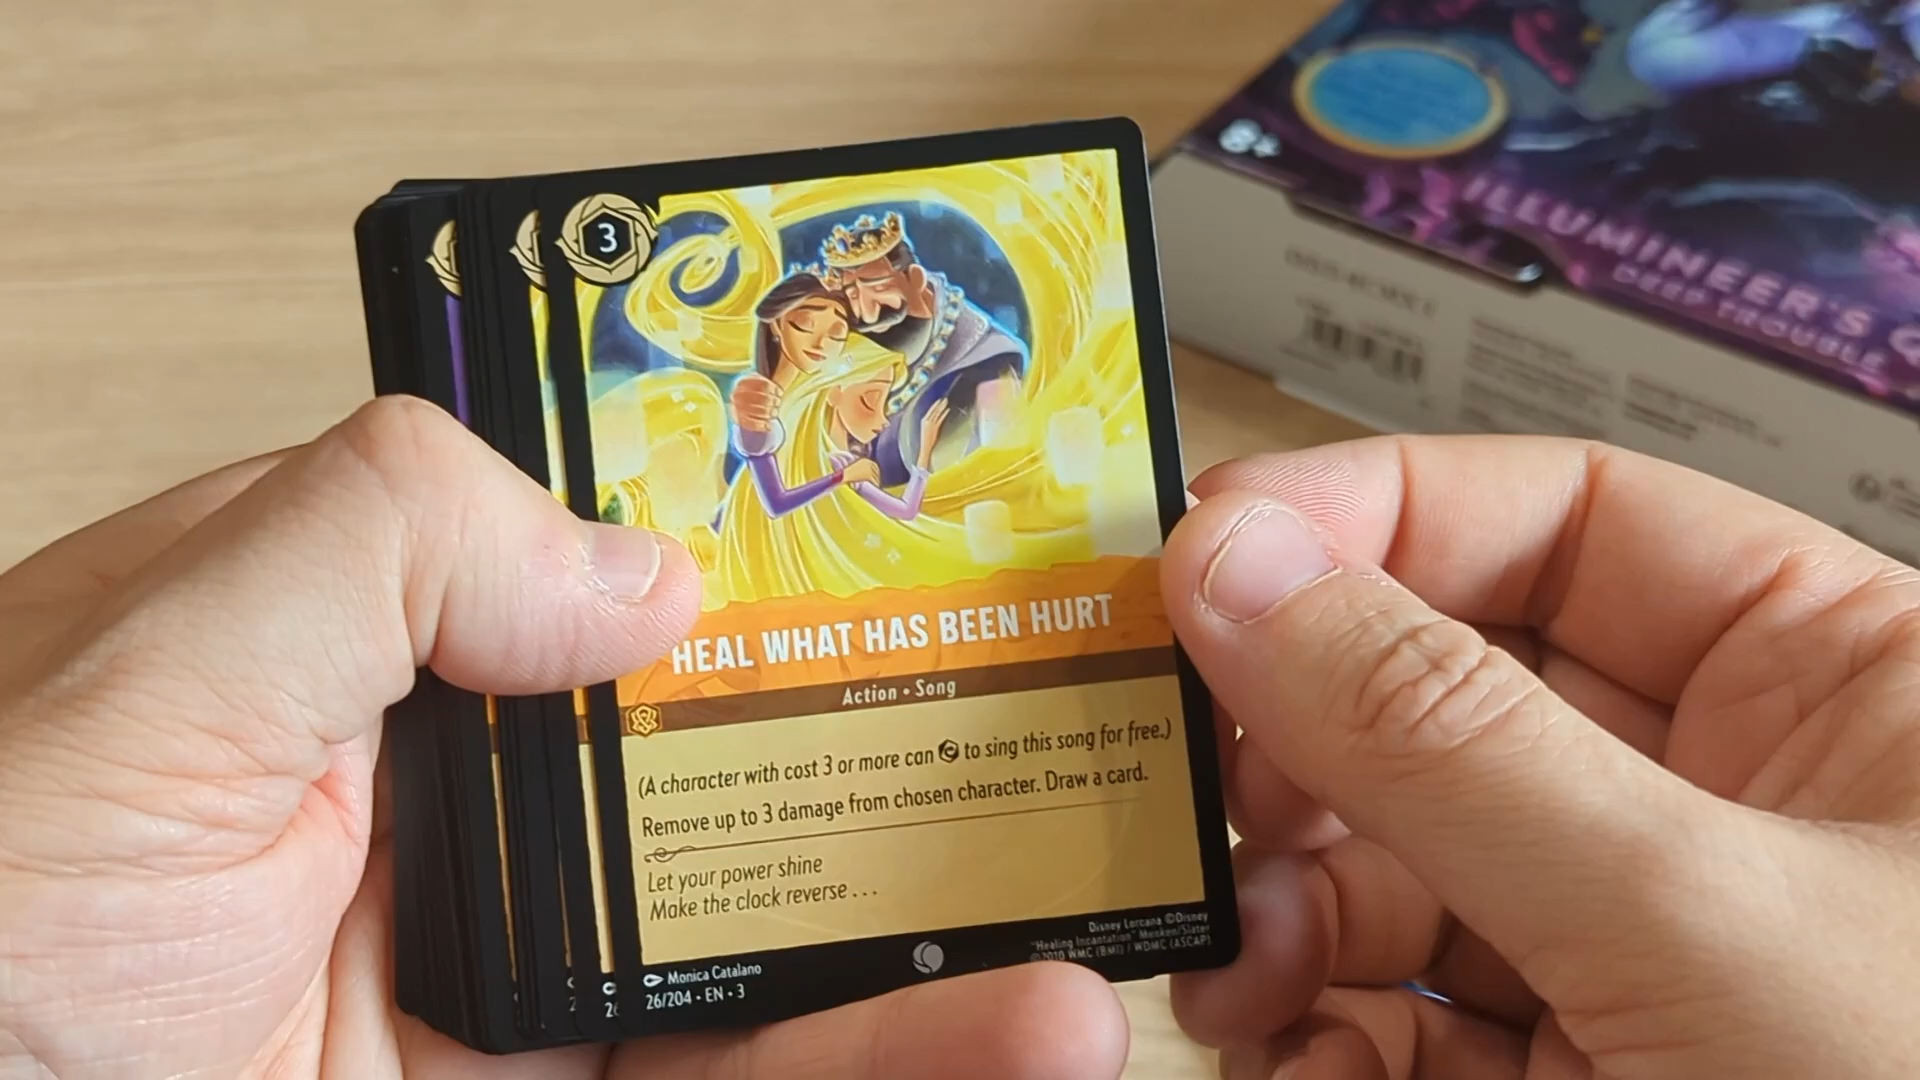 3
HEAL WHAT HAS BEEN HURT
Action • Song
(A character with cost 3 or more can to sing this song for free.)
Remove up to 3 damage from chosen character. Draw a card.
Let your power shine
Make the clock reverse . . .
Disney Lorcana ©Disney
"Healing Incantation" Menken/Slater
©2010 WMC (BMI) / WDMC (ASCAP)
Monica Catalano
26/204 • EN • 3
8+
ILLUMINEER'S Q
DEEP TROUBLE